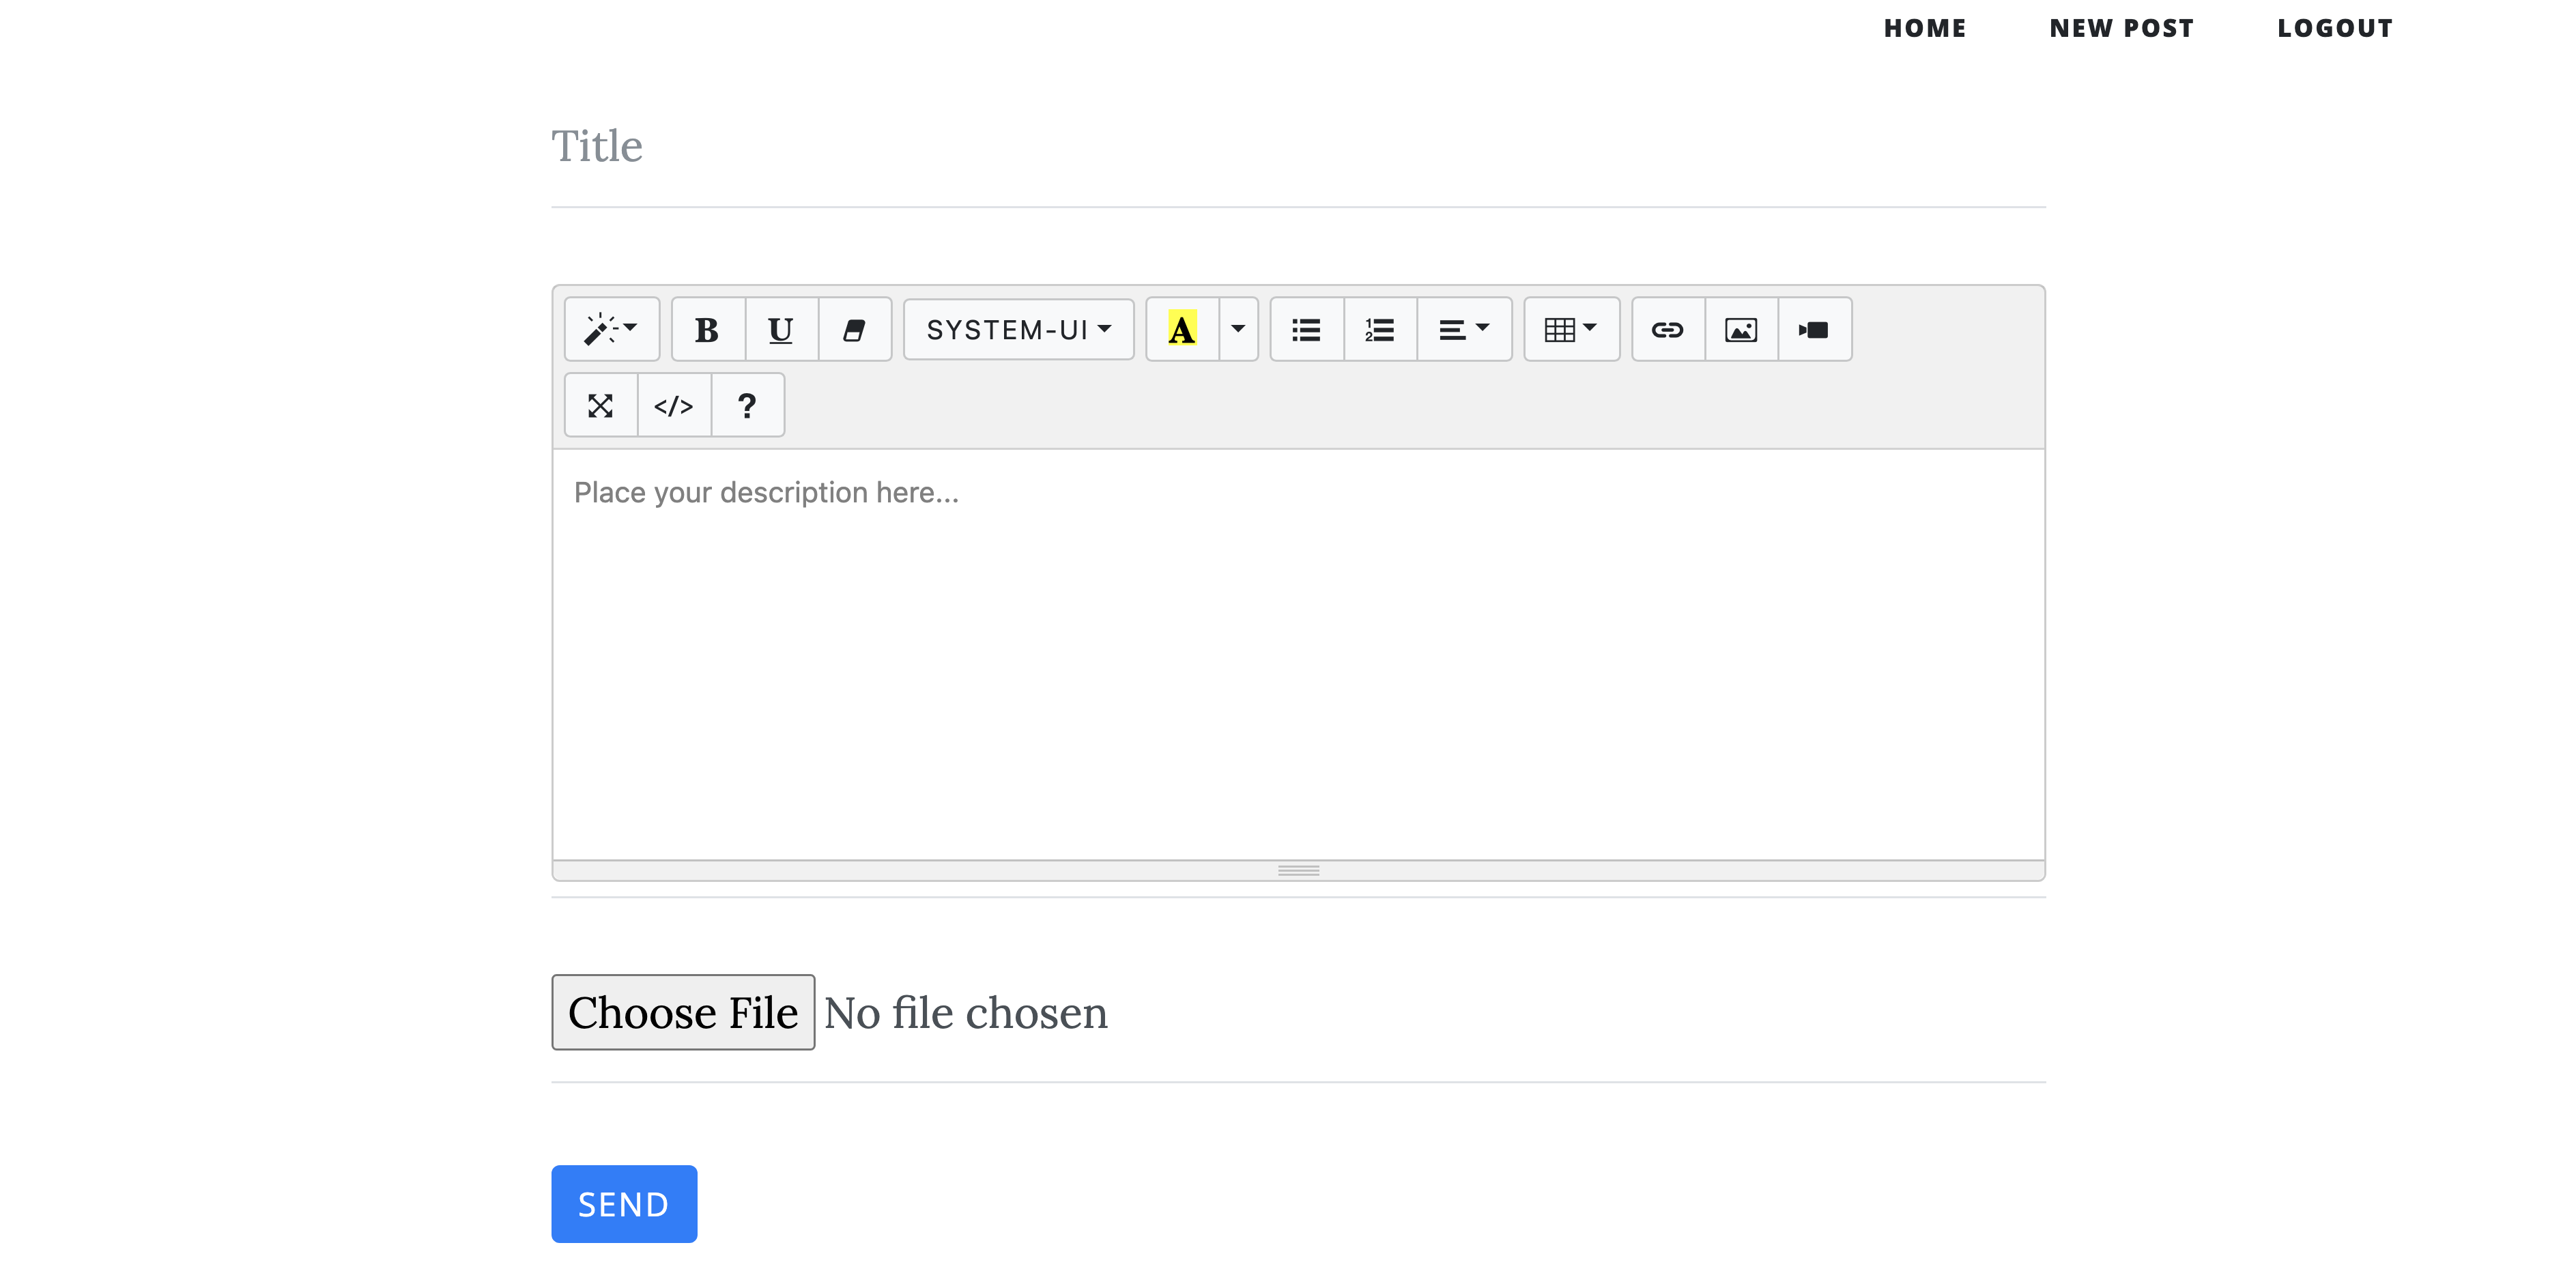 HOME NEW POST LOGOUT
Title
B U SYSTEM-UI A
</> ?
Place your description here...
Choose File No file chosen
SEND